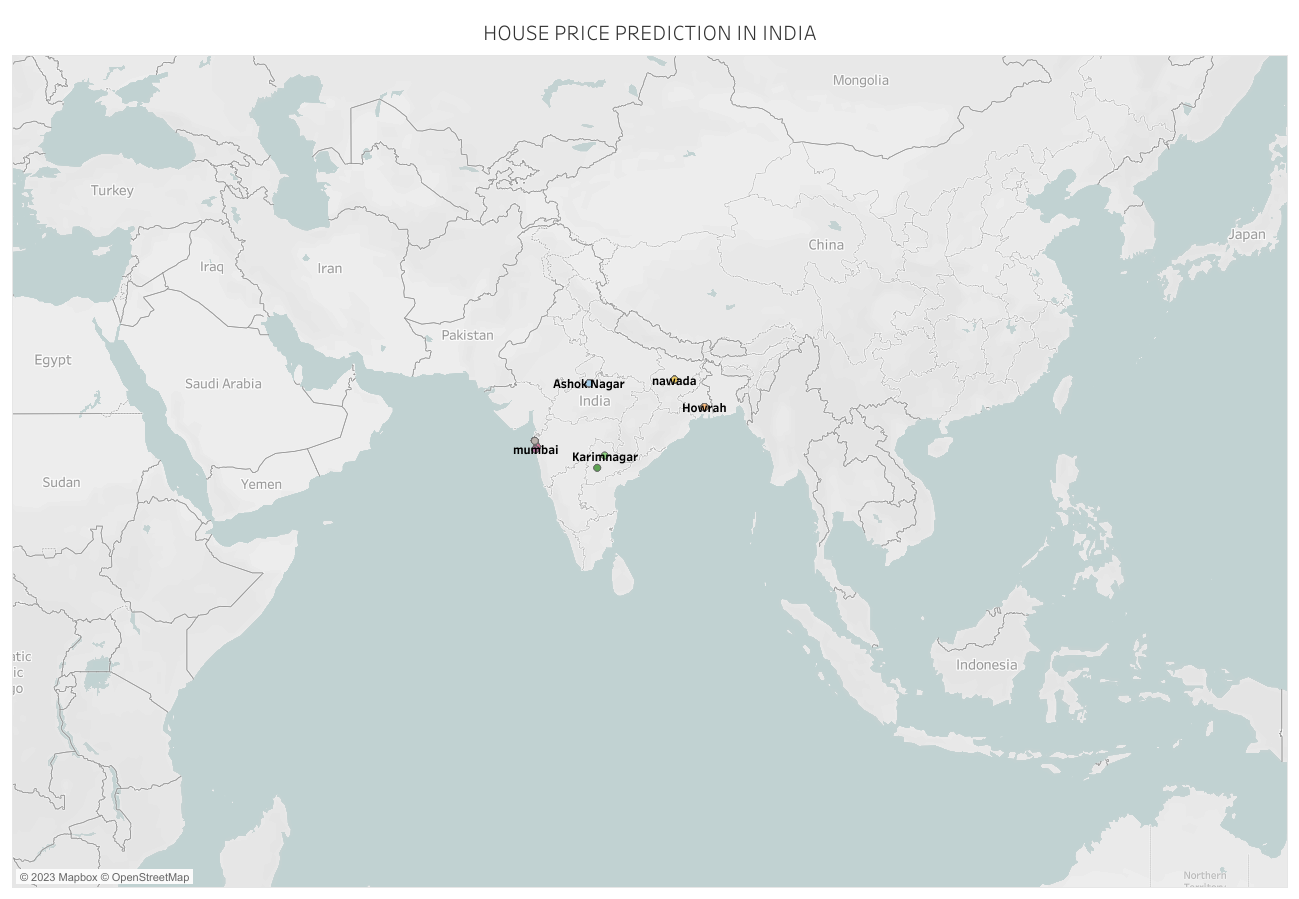 HOUSE PRICE PREDICTION IN INDIA
Mongolia
Turkey
Japan
China
Iraq
Iran
Pakistan
Egypt
Saudi Arabia
Ashok Nagar
nawada
India
Howrah
mumbai
Karimnagar
Sudan
Yemen
atic
ic
go
Indonesia
Northern
Territory
© 2023 Mapbox © OpenStreetMap